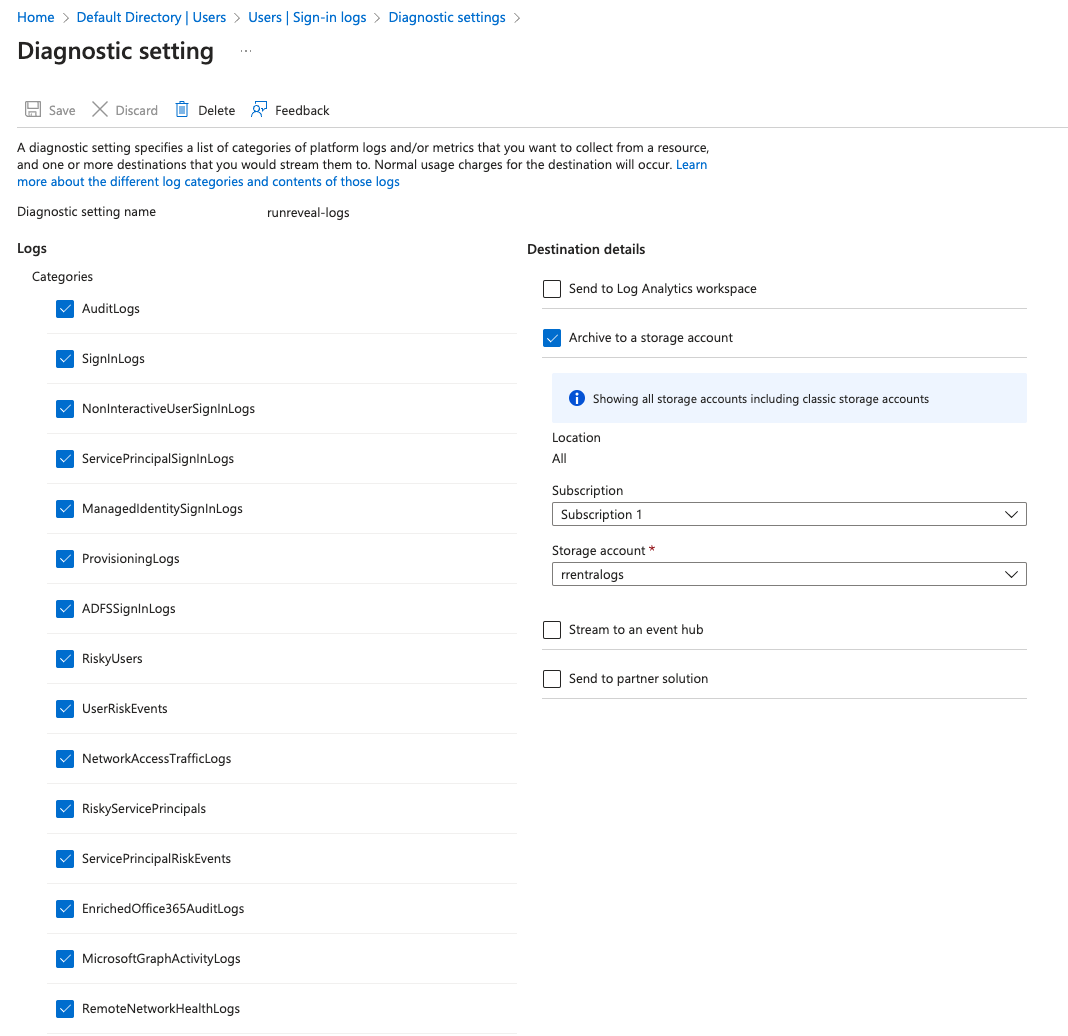 Home > Default Directory | Users > Users | Sign-in logs > Diagnostic settings >
Diagnostic setting ...
Save Discard Delete Feedback
A diagnostic setting specifies a list of categories of platform logs and/or metrics that you want to collect from a resource,
and one or more destinations that you would stream them to. Normal usage charges for the destination will occur. Learn
more about the different log categories and contents of those logs
Diagnostic setting name runreveal-logs
Logs
Categories
AuditLogs
SignInLogs
NonInteractiveUserSignInLogs
ServicePrincipalSignInLogs
ManagedIdentitySignInLogs
ProvisioningLogs
ADFSSignInLogs
RiskyUsers
UserRiskEvents
NetworkAccessTrafficLogs
RiskyServicePrincipals
ServicePrincipalRiskEvents
EnrichedOffice365AuditLogs
MicrosoftGraphActivityLogs
RemoteNetworkHealthLogs
Destination details
Send to Log Analytics workspace
Archive to a storage account
Showing all storage accounts including classic storage accounts
Location
All
Subscription
Subscription 1
Storage account *
rrentralogs
Stream to an event hub
Send to partner solution